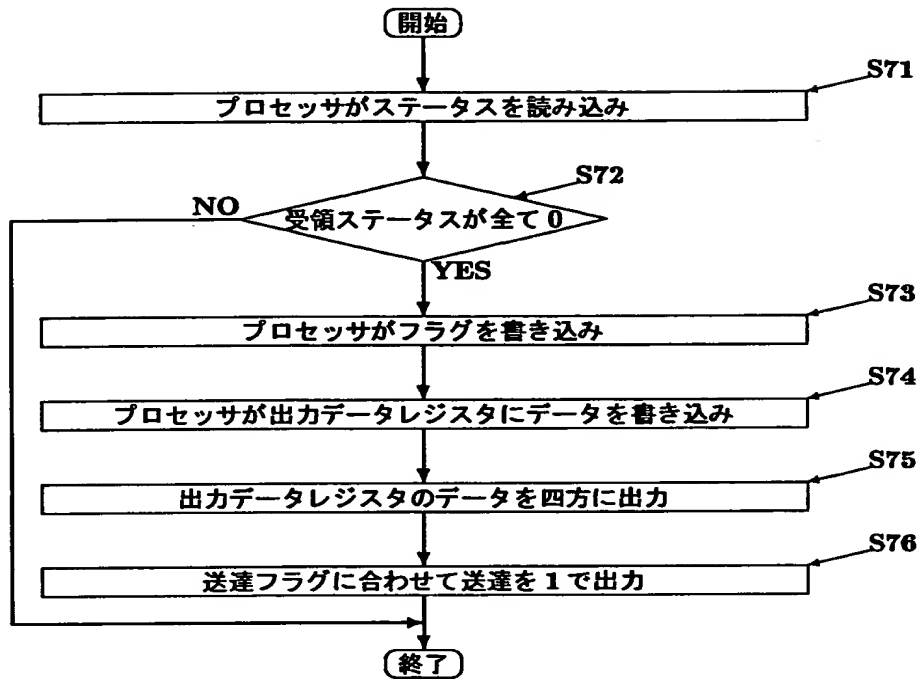 開始
S71
プロセッサがステータスを読み込み
S72
NO
受領ステータスが全て0
YES
S73
プロセッサがフラグを書き込み
S74
プロセッサが出力データレジスタにデータを書き込み
S75
出力データレジスタのデータを四方に出力
S76
送達フラグに合わせて送達を1で出力
終了